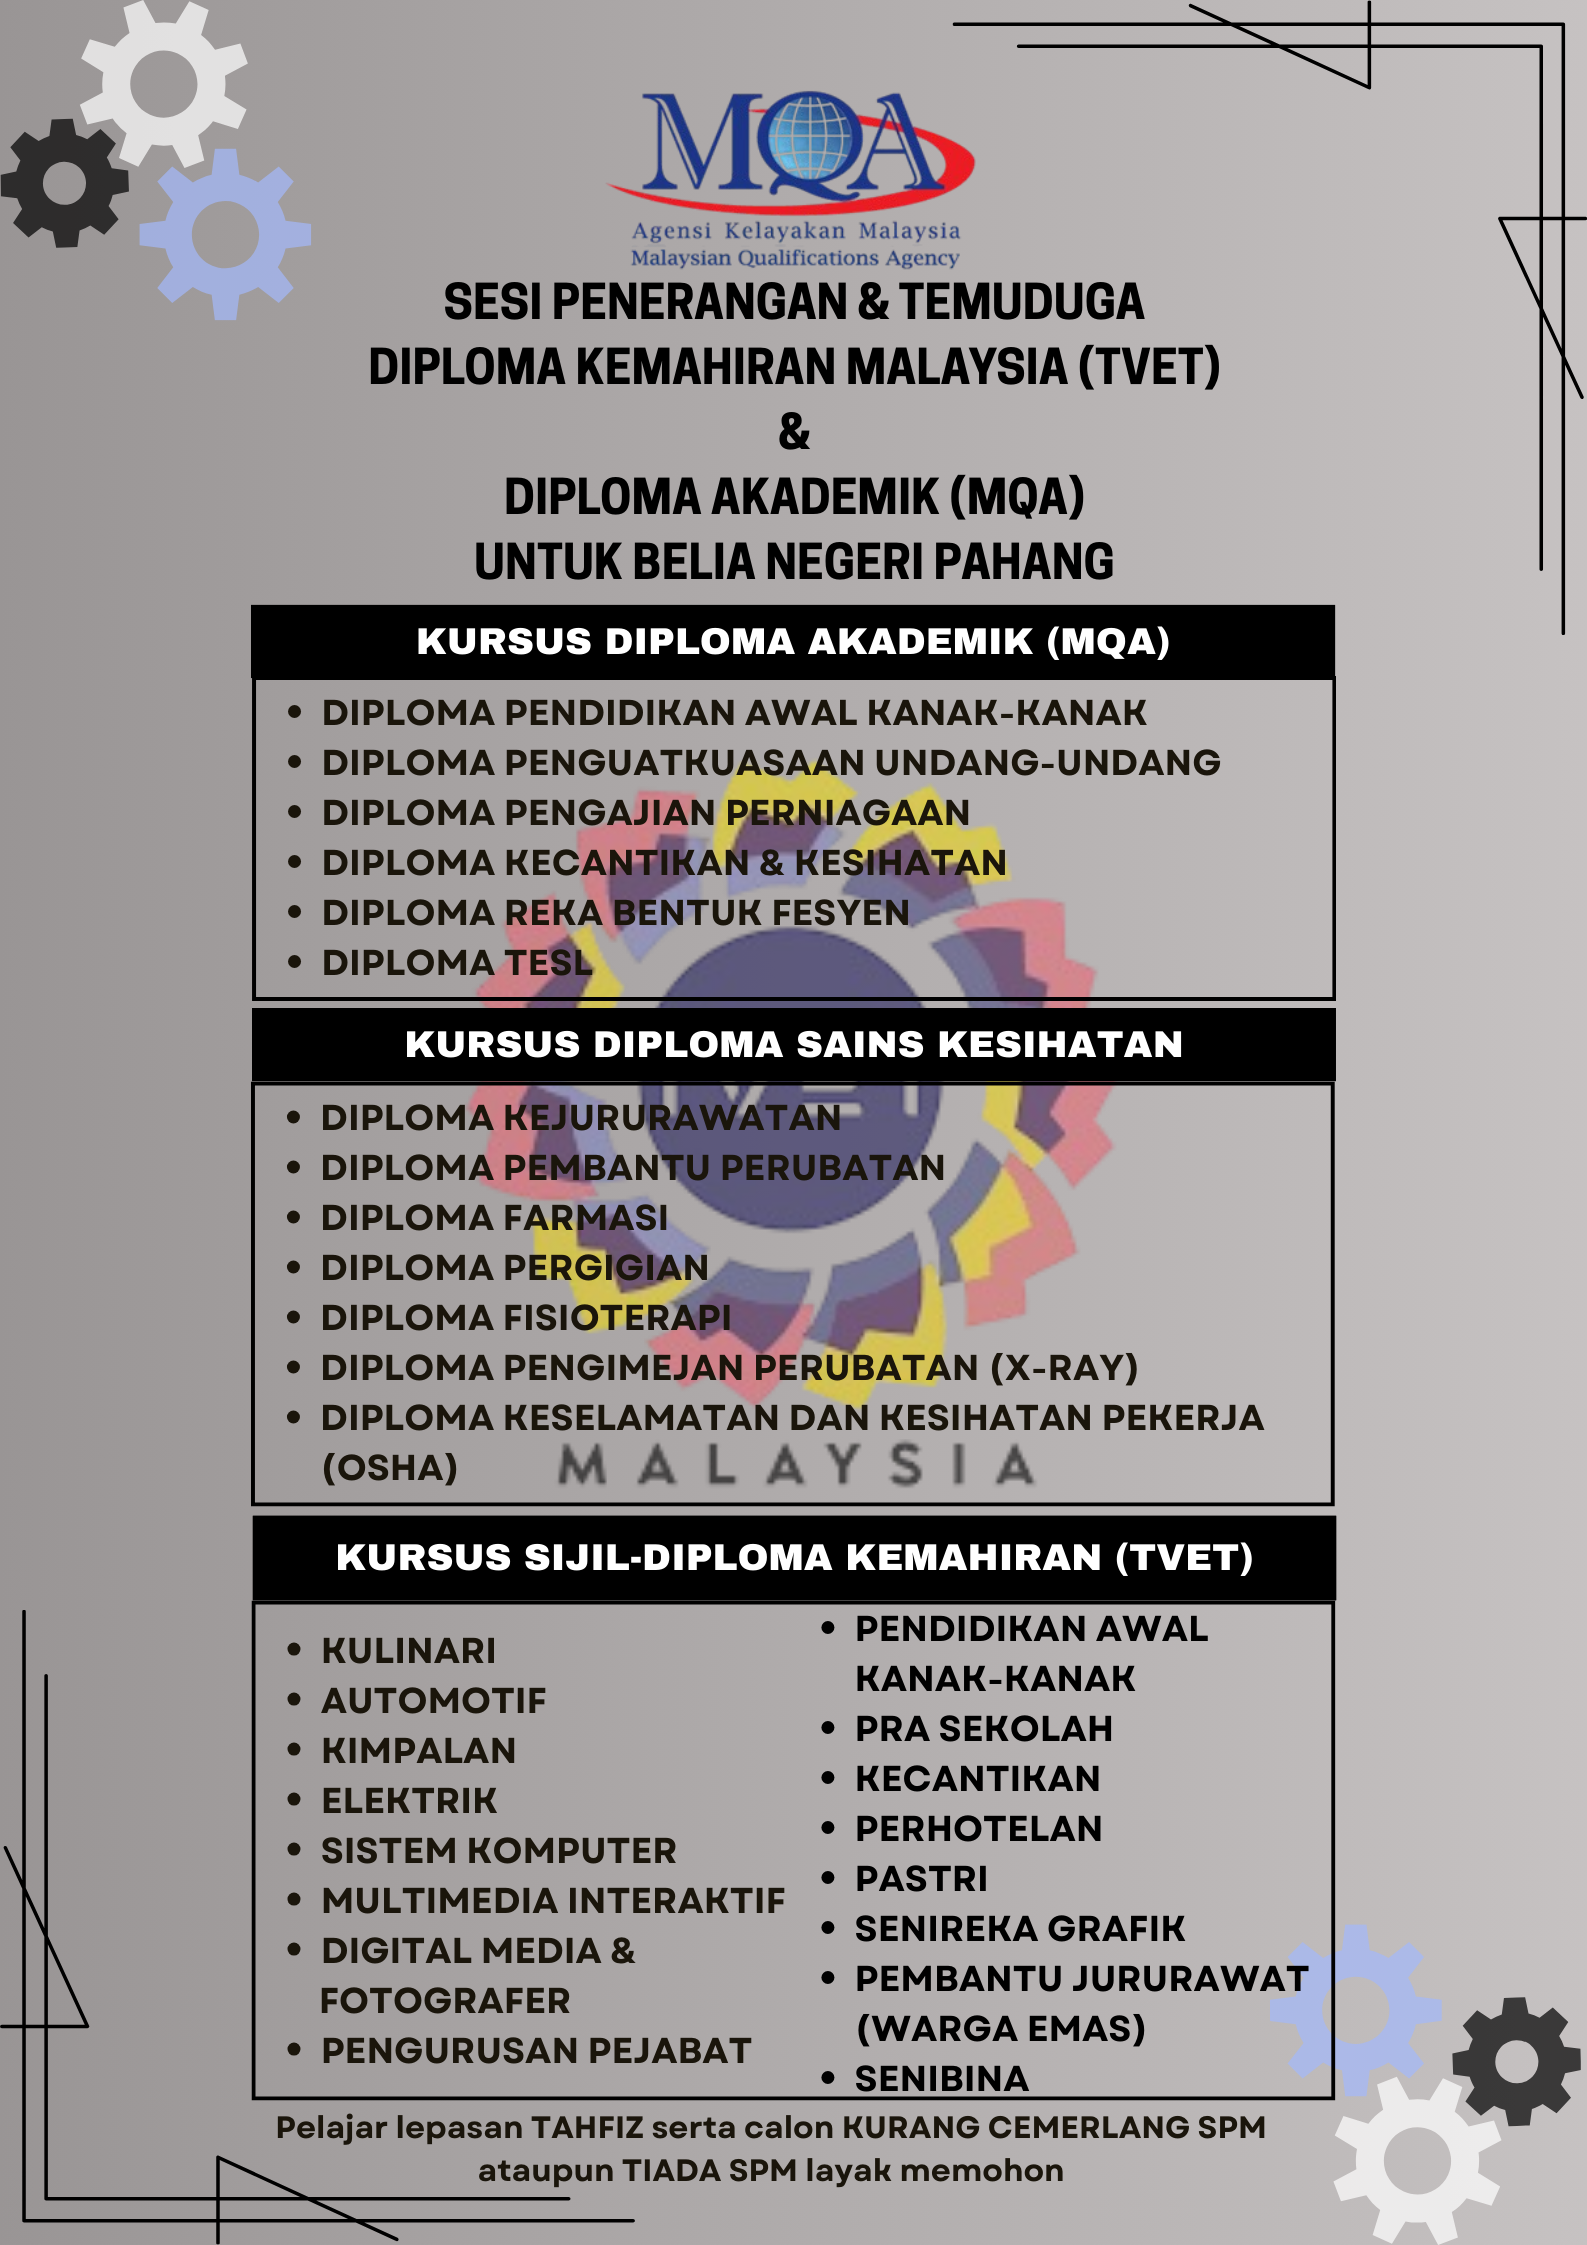 MQA
Agensi Kelayakan Malaysia
Malaysian Qualifications Agency
SESI PENERANGAN & TEMUDUGA
DIPLOMA KEMAHIRAN MALAYSIA (TVET)
&
DIPLOMA AKADEMIK (MQA)
UNTUK BELIA NEGERI PAHANG
KURSUS DIPLOMA AKADEMIK (MQA)
• DIPLOMA PENDIDIKAN AWAL KANAK-KANAK
• DIPLOMA PENGUATKUASAAN UNDANG-UNDANG
• DIPLOMA PENGAJIAN PERNIAGAAN
• DIPLOMA KECANTIKAN & KESIHATAN
• DIPLOMA REKA BENTUK FESYEN
• DIPLOMA TESL
KURSUS DIPLOMA SAINS KESIHATAN
• DIPLOMA KEJURURAWATAN
• DIPLOMA PEMBANTU PERUBATAN
• DIPLOMA FARMASI
• DIPLOMA PERGIGIAN
• DIPLOMA FISIOTERAPI
• DIPLOMA PENGIMEJAN PERUBATAN (X-RAY)
• DIPLOMA KESELAMATAN DAN KESIHATAN PEKERJA
(OSHA)
MALAYSIA
KURSUS SIJIL-DIPLOMA KEMAHIRAN (TVET)
• KULINARI
• AUTOMOTIF
• KIMPALAN
• ELEKTRIK
• SISTEM KOMPUTER
• MULTIMEDIA INTERAKTIF
• DIGITAL MEDIA &
FOTOGRAFER
• PENGURUSAN PEJABAT
• PENDIDIKAN AWAL
KANAK-KANAK
• PRA SEKOLAH
• KECANTIKAN
• PERHOTELAN
• PASTRI
• SENIREKA GRAFIK
• PEMBANTU JURURAWAT
(WARGA EMAS)
• SENIBINA
Pelajar lepasan TAHFIZ serta calon KURANG CEMERLANG SPM
ataupun TIADA SPM layak memohon